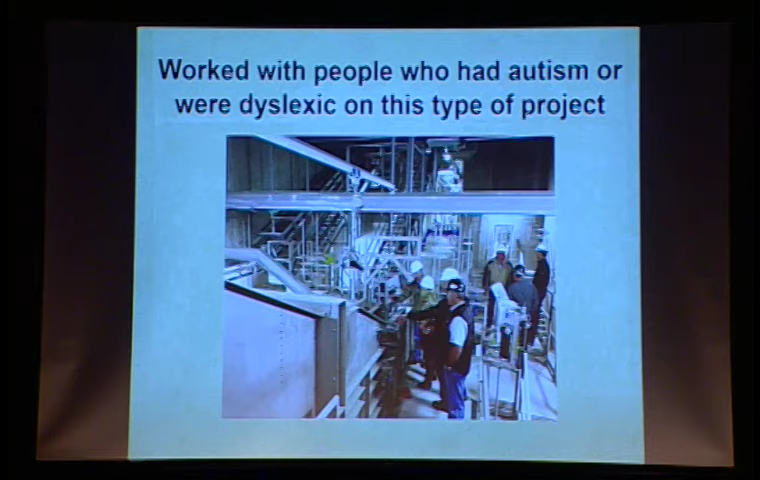 Worked with people who had autism or
were dyslexic on this type of project